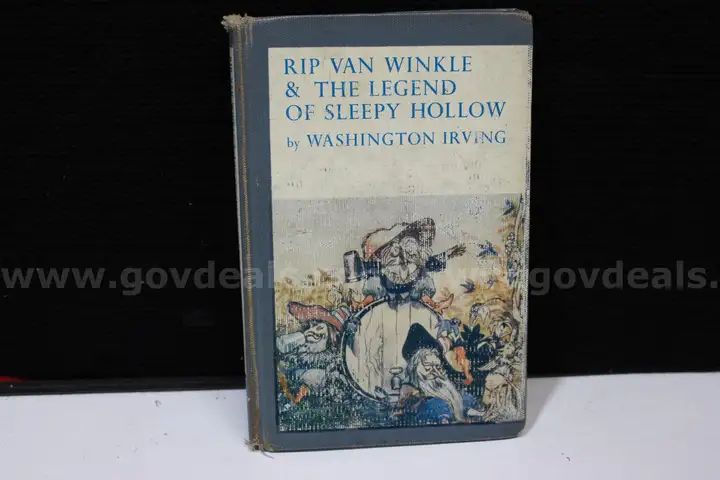 RIP VAN WINKLE
& THE LEGEND
OF SLEEPY HOLLOW
by WASHINGTON IRVING
www.govdeals.com
www.govdeals.